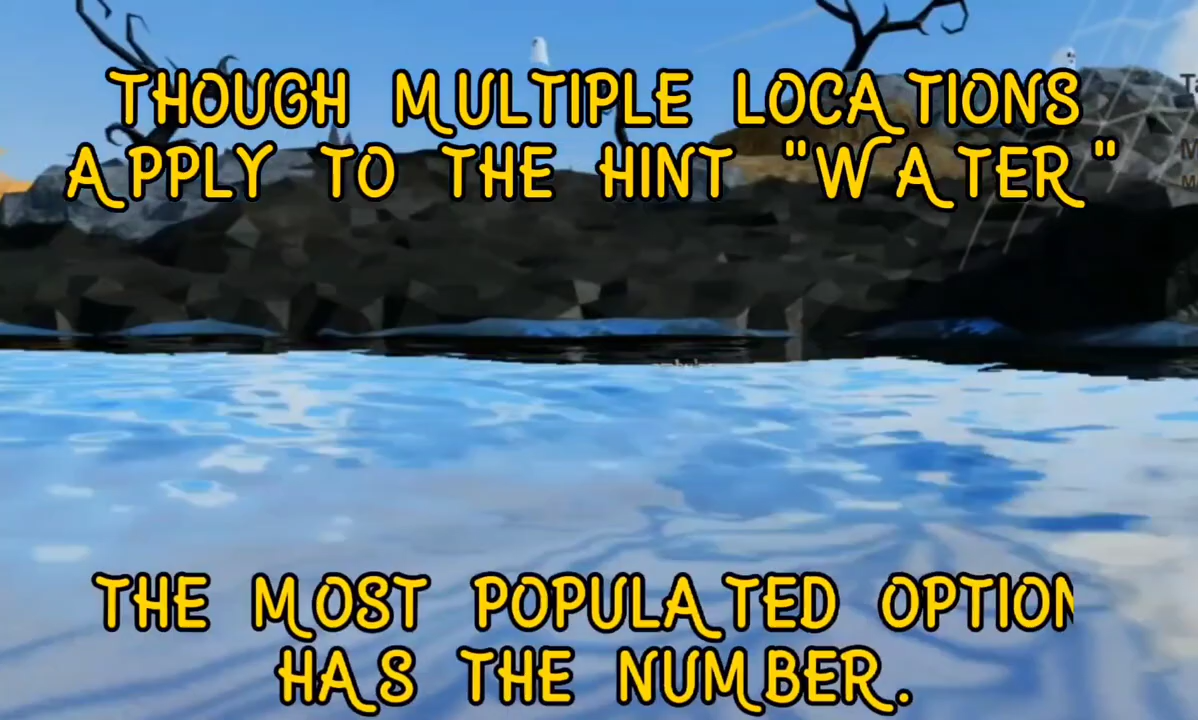 THOUGH MULTIPLE LOCATIONS
APPLY TO THE HINT "WATER"
THE MOST POPULATED OPTION
HAS THE NUMBER.